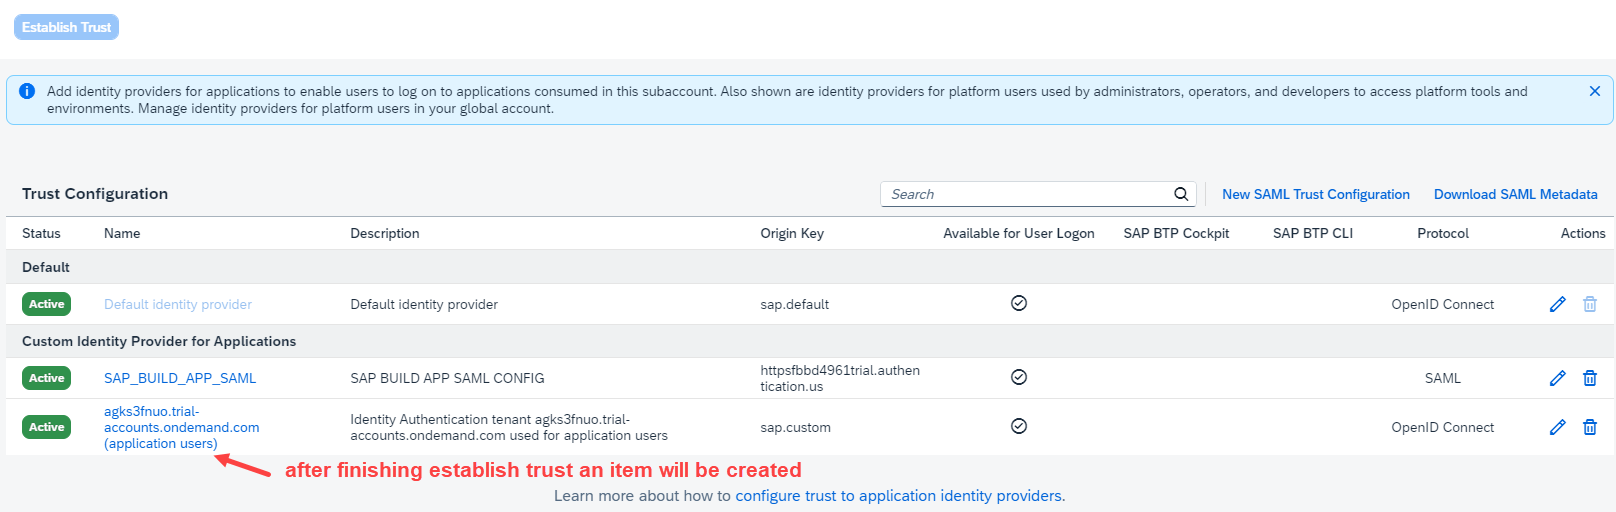 Establish Trust
Add identity providers for applications to enable users to log on to applications consumed in this subaccount. Also shown are identity providers for platform users used by administrators, operators, and developers to access platform tools and
environments. Manage identity providers for platform users in your global account.
Trust Configuration
Search
New SAML Trust Configuration
Download SAML Metadata
Status Name Description Origin Key Available for User Logon SAP BTP Cockpit SAP BTP CLI Protocol Actions
Default
Active Default identity provider Default identity provider sap.default OpenID Connect
Custom Identity Provider for Applications
Active SAP_BUILD_APP_SAML SAP BUILD APP SAML CONFIG httpsfbbd4961trial.authen
tication.us SAML
agks3fnuo.trial-
accounts.ondemand.com
(application users)
Active Identity Authentication tenant agks3fnuo.trial-
accounts.ondemand.com used for application users
sap.custom OpenID Connect
after finishing establish trust an item will be created
Learn more about how to configure trust to application identity providers.